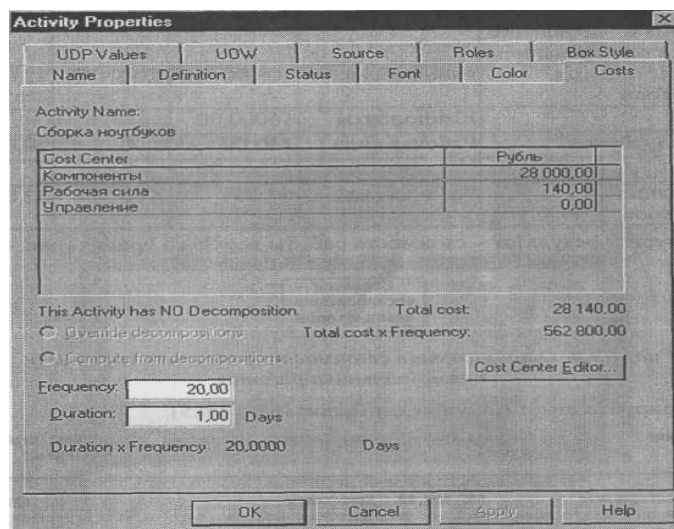 Activity Properties
UDP Values UOW Source Roles Box Style
Name Definition Status Font Color Costs
Activity Name:
Сборка ноутбуков
Cost Center Рубль
Компоненты 28 000,00
Рабочая сила 140,00
Управление 0,00
This Activity has NO Decomposition. Total cost: 28 140,00
Override decompositions Total cost x Frequency: 562 800,00
Compute from decompositions
Cost Center Editor...
Frequency: 20,00
Duration: 1,00 Days
Duration x Frequency 20,0000 Days
OK Cancel Apply Help